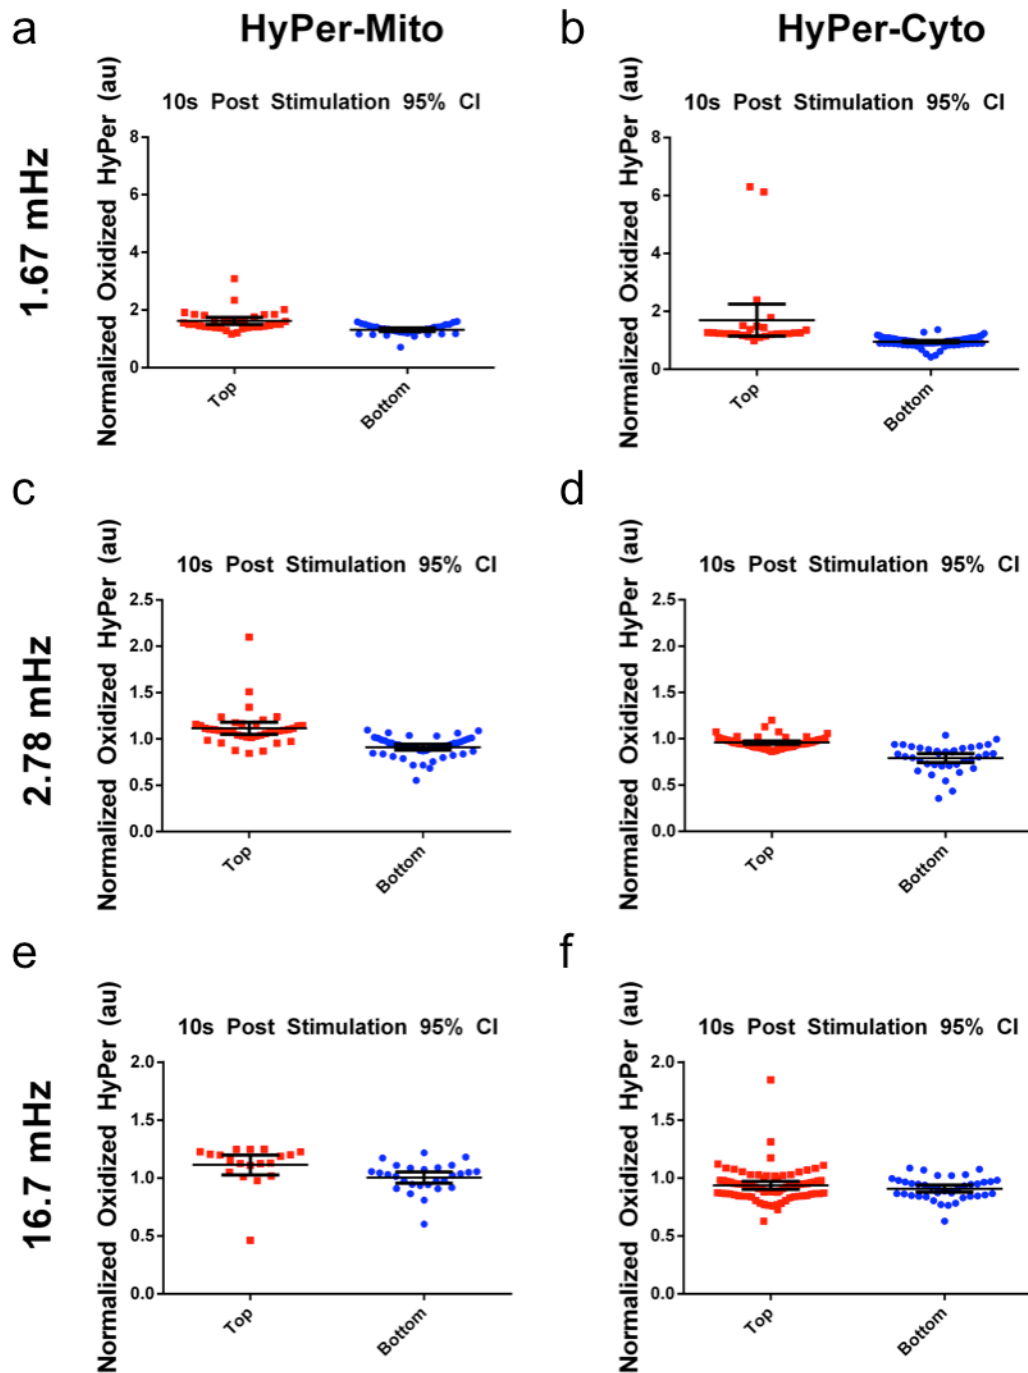 a HyPer-Mito b HyPer-Cyto
1.67 mHz
10s Post Stimulation 95% CI
Normalized Oxidized HyPer (au)
8
6
4
2
0
Top Bottom
10s Post Stimulation 95% CI
Normalized Oxidized HyPer (au)
8
6
4
2
0
Top Bottom
c d
2.78 mHz
10s Post Stimulation 95% CI
Normalized Oxidized HyPer (au)
2.5
2.0
1.5
1.0
0.5
0.0
Top Bottom
10s Post Stimulation 95% CI
Normalized Oxidized HyPer (au)
2.5
2.0
1.5
1.0
0.5
0.0
Top Bottom
e f
16.7 mHz
10s Post Stimulation 95% CI
Normalized Oxidized HyPer (au)
2.0
1.5
1.0
0.5
0.0
Top Bottom
10s Post Stimulation 95% CI
Normalized Oxidized HyPer (au)
2.0
1.5
1.0
0.5
0.0
Top Bottom